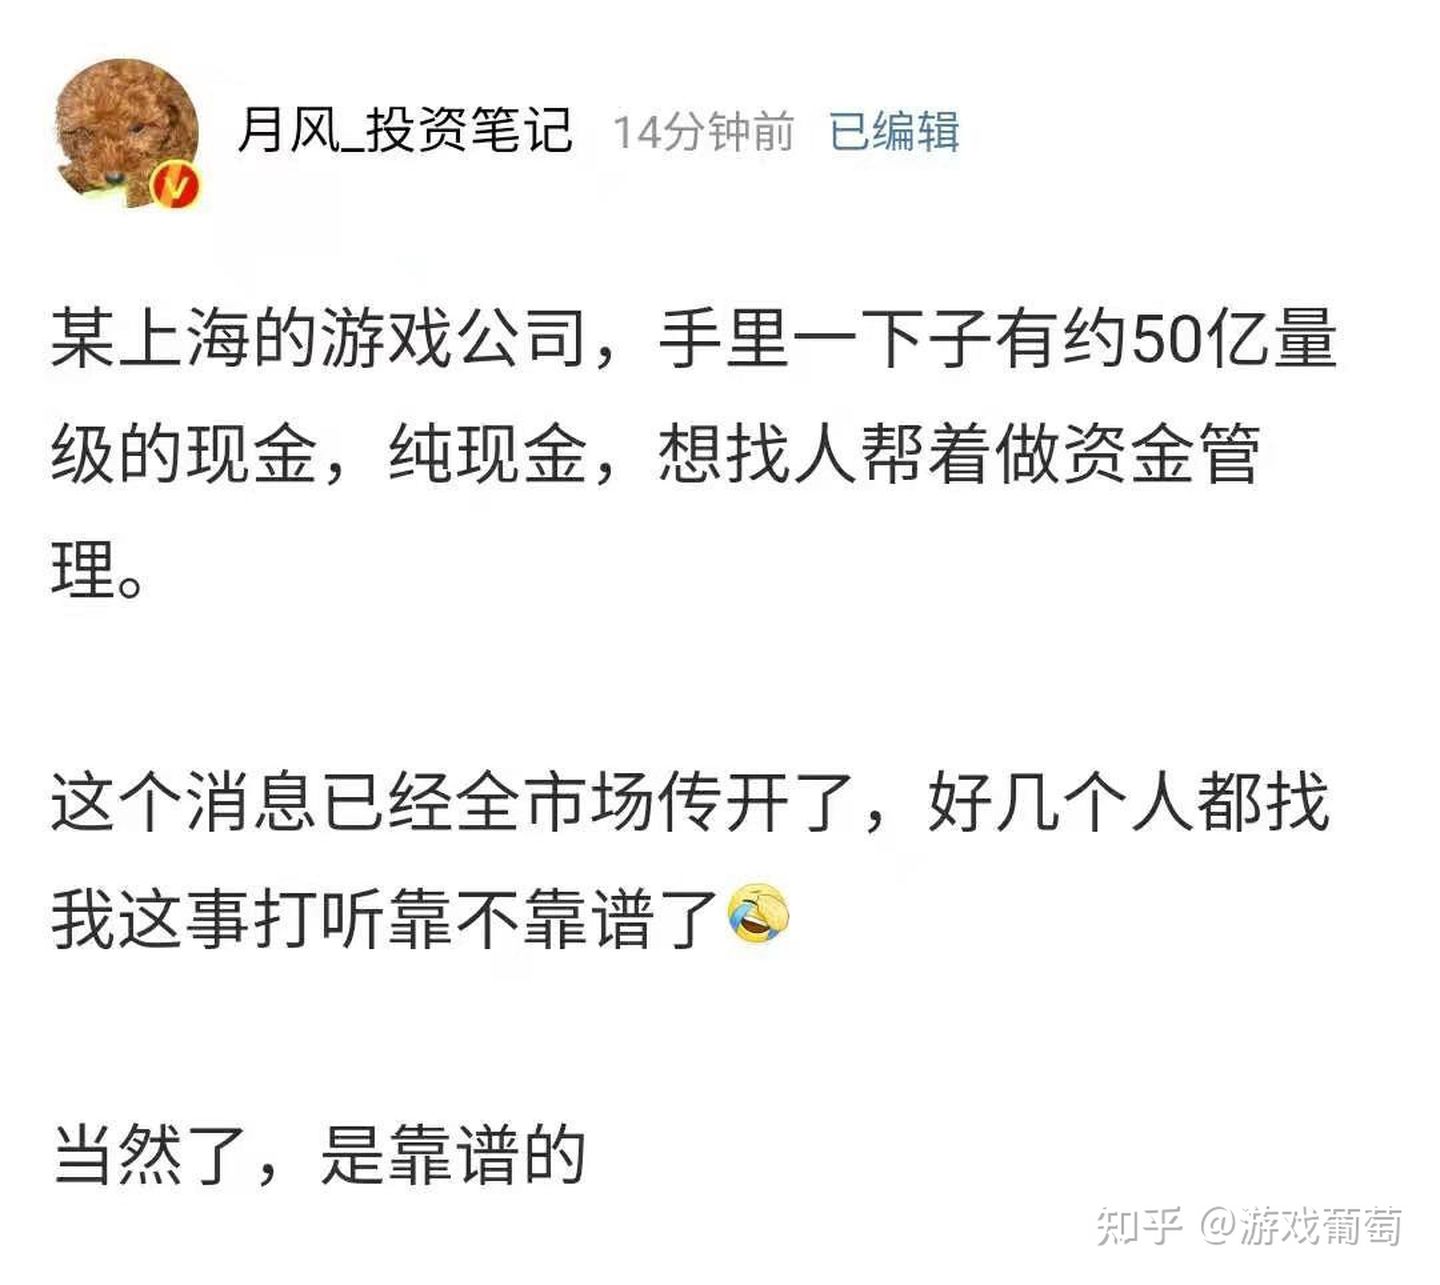 月风_投资笔记 14分钟前 已编辑
某上海的游戏公司，手里一下子有约50亿量
级的现金，纯现金，想找人帮着做资金管
理。
这个消息已经全市场传开了，好几个人都找
我这事打听靠不靠谱了🤣
当然了，是靠谱的
知乎 @游戏葡萄